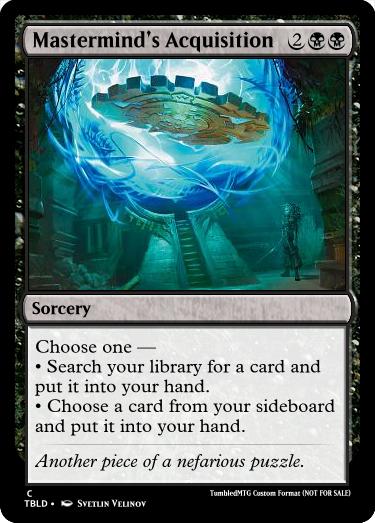 Mastermind's Acquisition 2
Sorcery
Choose one —
• Search your library for a card and
put it into your hand.
• Choose a card from your sideboard
and put it into your hand.
Another piece of a nefarious puzzle.
C
TBLD • Svetlin Velinov
TumbledMTG Custom Format (NOT FOR SALE)